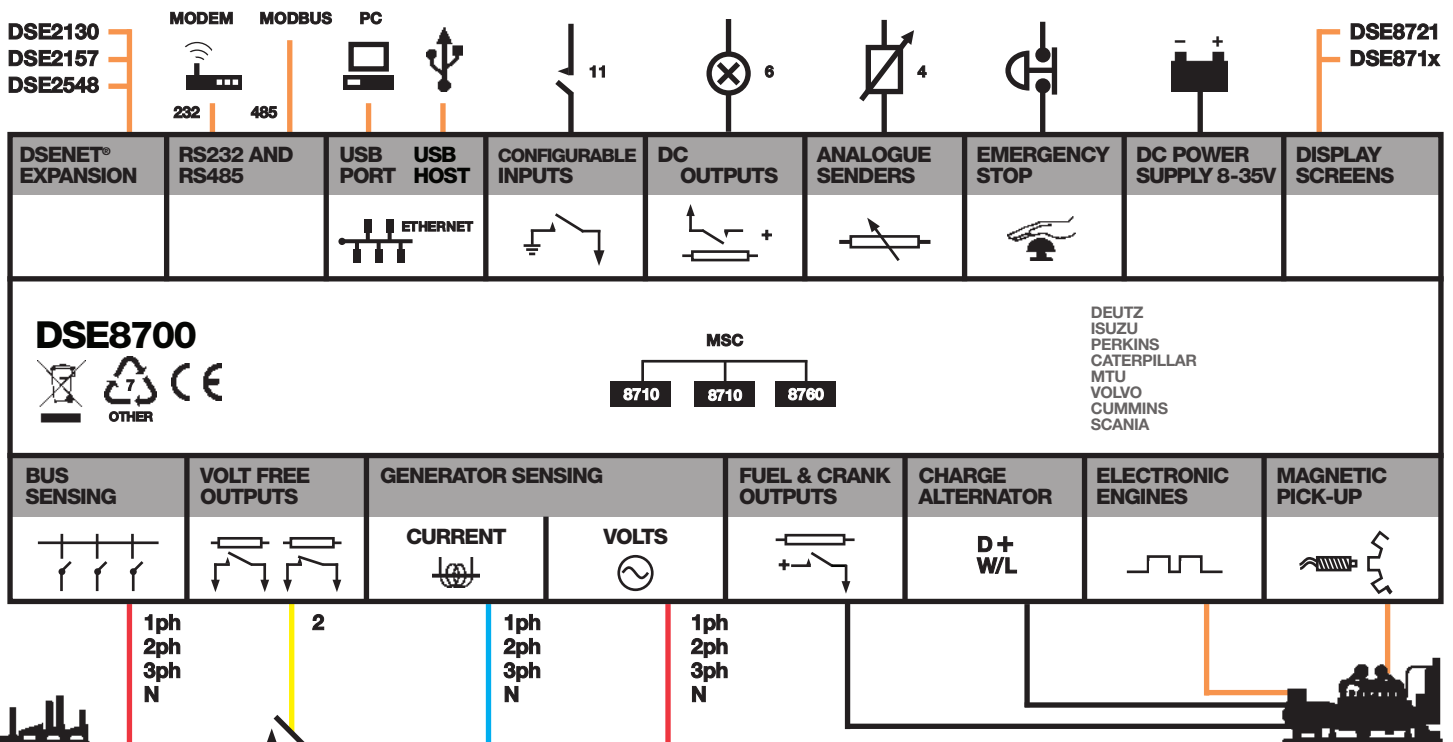 DSE2130
DSE2157
DSE2548
MODEM
MODBUS
PC
232
485
11
6
4
– +
DSE8721
DSE871x
DSENET®
EXPANSION
RS232 AND
RS485
USB
PORT
USB
HOST
ETHERNET
CONFIGURABLE
INPUTS
DC
OUTPUTS
+
ANALOGUE
SENDERS
EMERGENCY
STOP
DC POWER
SUPPLY 8-35V
DISPLAY
SCREENS
DSE8700
7
OTHER
CE
MSC
8710
8710
8760
DEUTZ
ISUZU
PERKINS
CATERPILLAR
MTU
VOLVO
CUMMINS
SCANIA
BUS
SENSING
VOLT FREE
OUTPUTS
GENERATOR SENSING
CURRENT
VOLTS
FUEL & CRANK
OUTPUTS
+
CHARGE
ALTERNATOR
D+
W/L
ELECTRONIC
ENGINES
MAGNETIC
PICK-UP
1ph
2ph
3ph
N
2
1ph
2ph
3ph
N
1ph
2ph
3ph
N